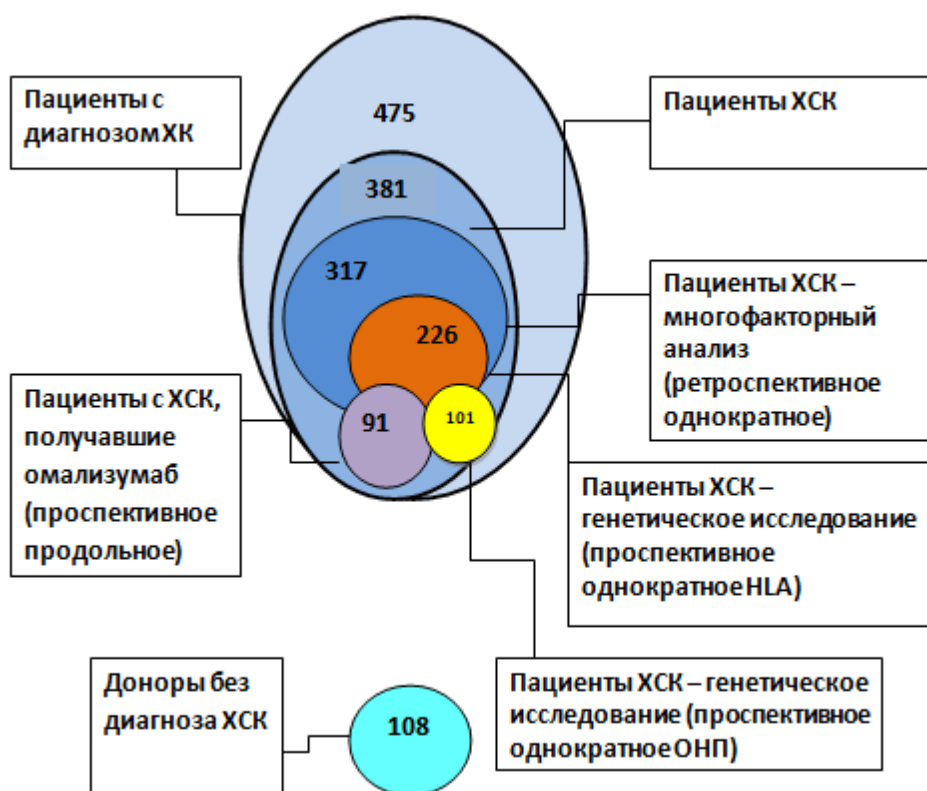 475
Пациенты с
диагнозом ХК
Пациенты ХСК
381
317
Пациенты ХСК –
многофакторный
анализ
(ретроспективное
однократное)
226
Пациенты с ХСК,
получавшие
омализумаб
(проспективное
продольное)
91
101
Пациенты ХСК –
генетическое исследование
(проспективное
однократное HLA)
Доноры без
диагноза ХСК
108
Пациенты ХСК – генетическое
исследование (проспективное
однократное ОНП)